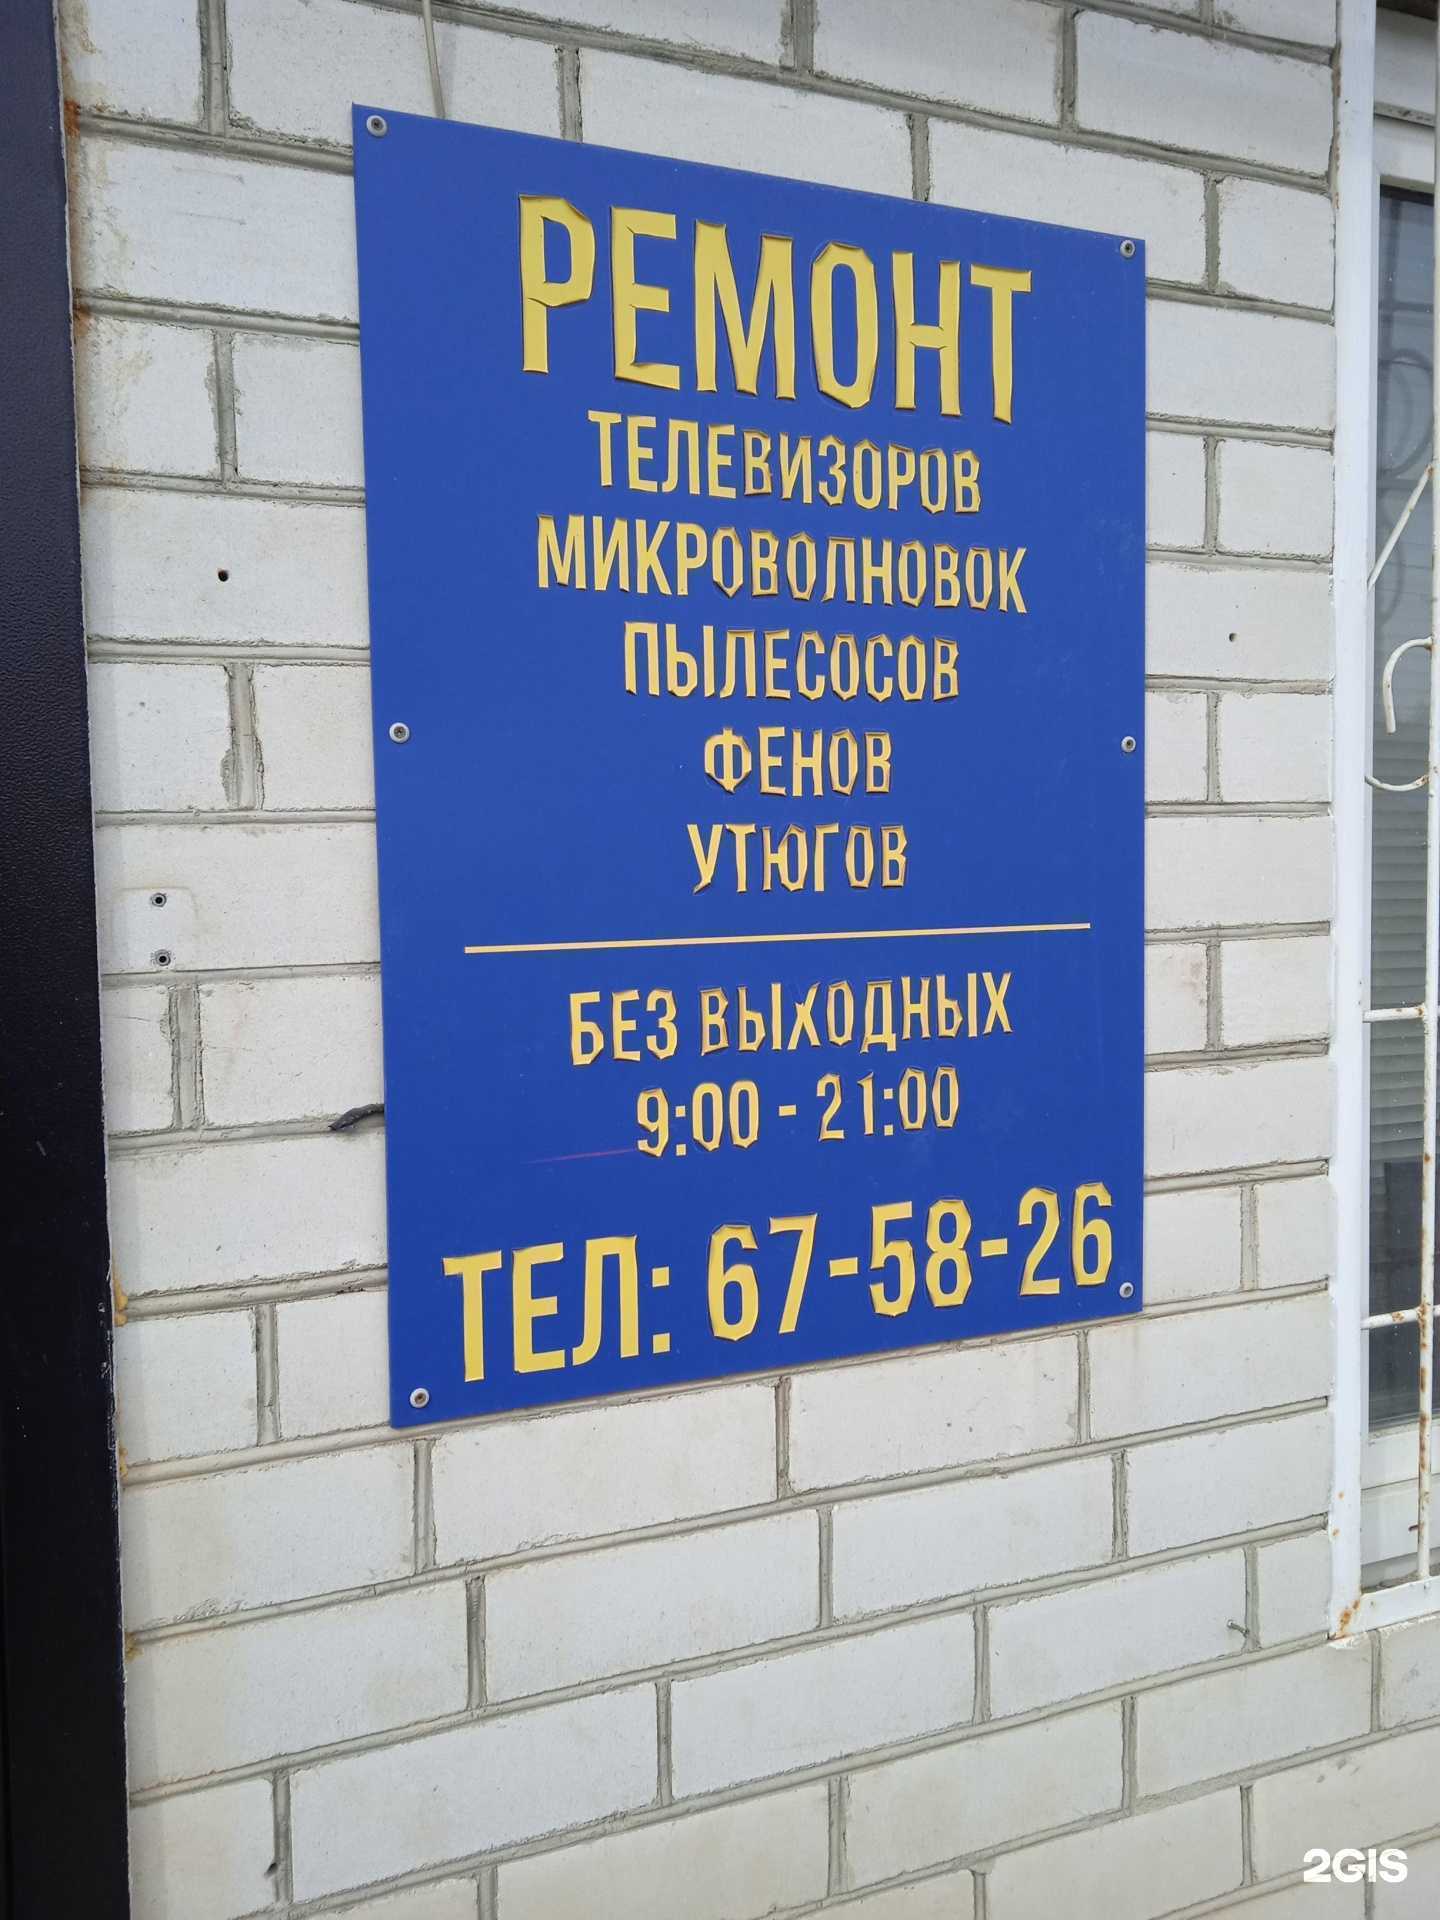 РЕМОНТ
ТЕЛЕВИЗОРОВ
МИКРОВОЛНОВОК
ПЫЛЕСОСОВ
ФЕНОВ
УТЮГОВ
БЕЗ ВЫХОДНЫХ
9:00 - 21:00
ТЕЛ: 67-58-26
2GIS